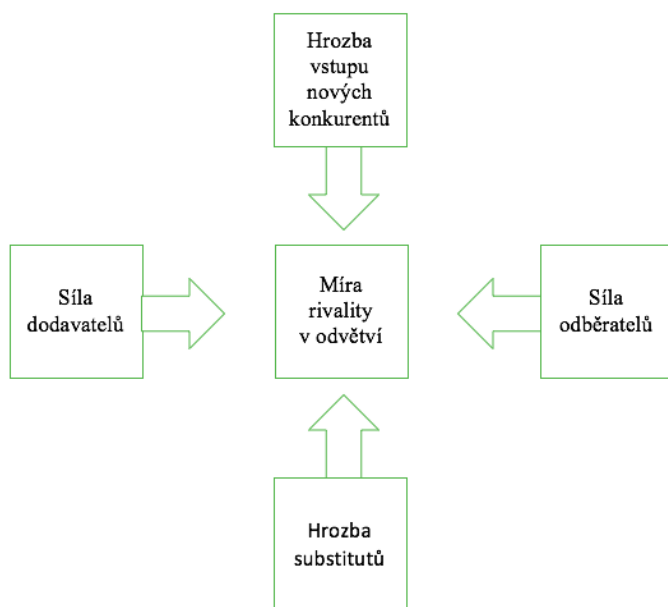 Hrozba
vstupu
nových
konkurentů
Síla
dodavatelů
Míra
rivality
v odvětví
Síla
odběratelů
Hrozba
substitutů